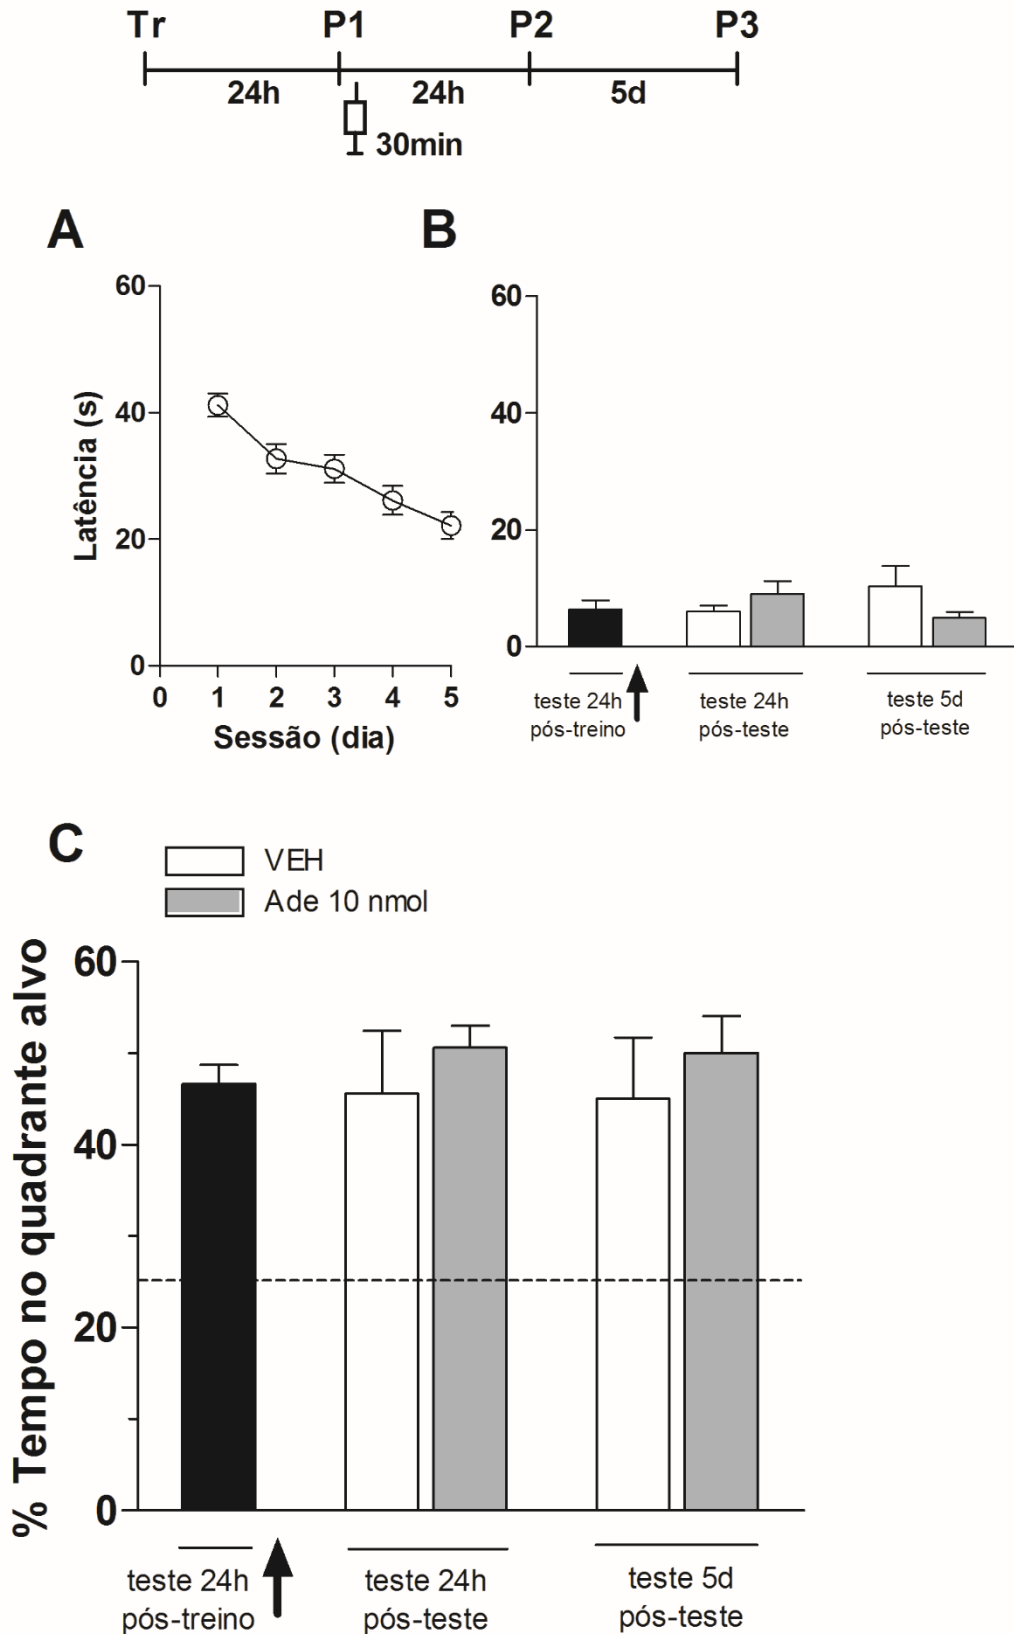 Tr P1 P2 P3
24h 24h 5d
30min
A B
60
40
20
0
Latência (s)
0 1 2 3 4 5
Sessão (dia)
60
40
20
0
teste 24h
pós-treino
teste 24h
pós-teste
teste 5d
pós-teste
C
VEH
Ade 10 nmol
% Tempo no quadrante alvo
60
40
20
0
teste 24h
pós-treino
teste 24h
pós-teste
teste 5d
pós-teste